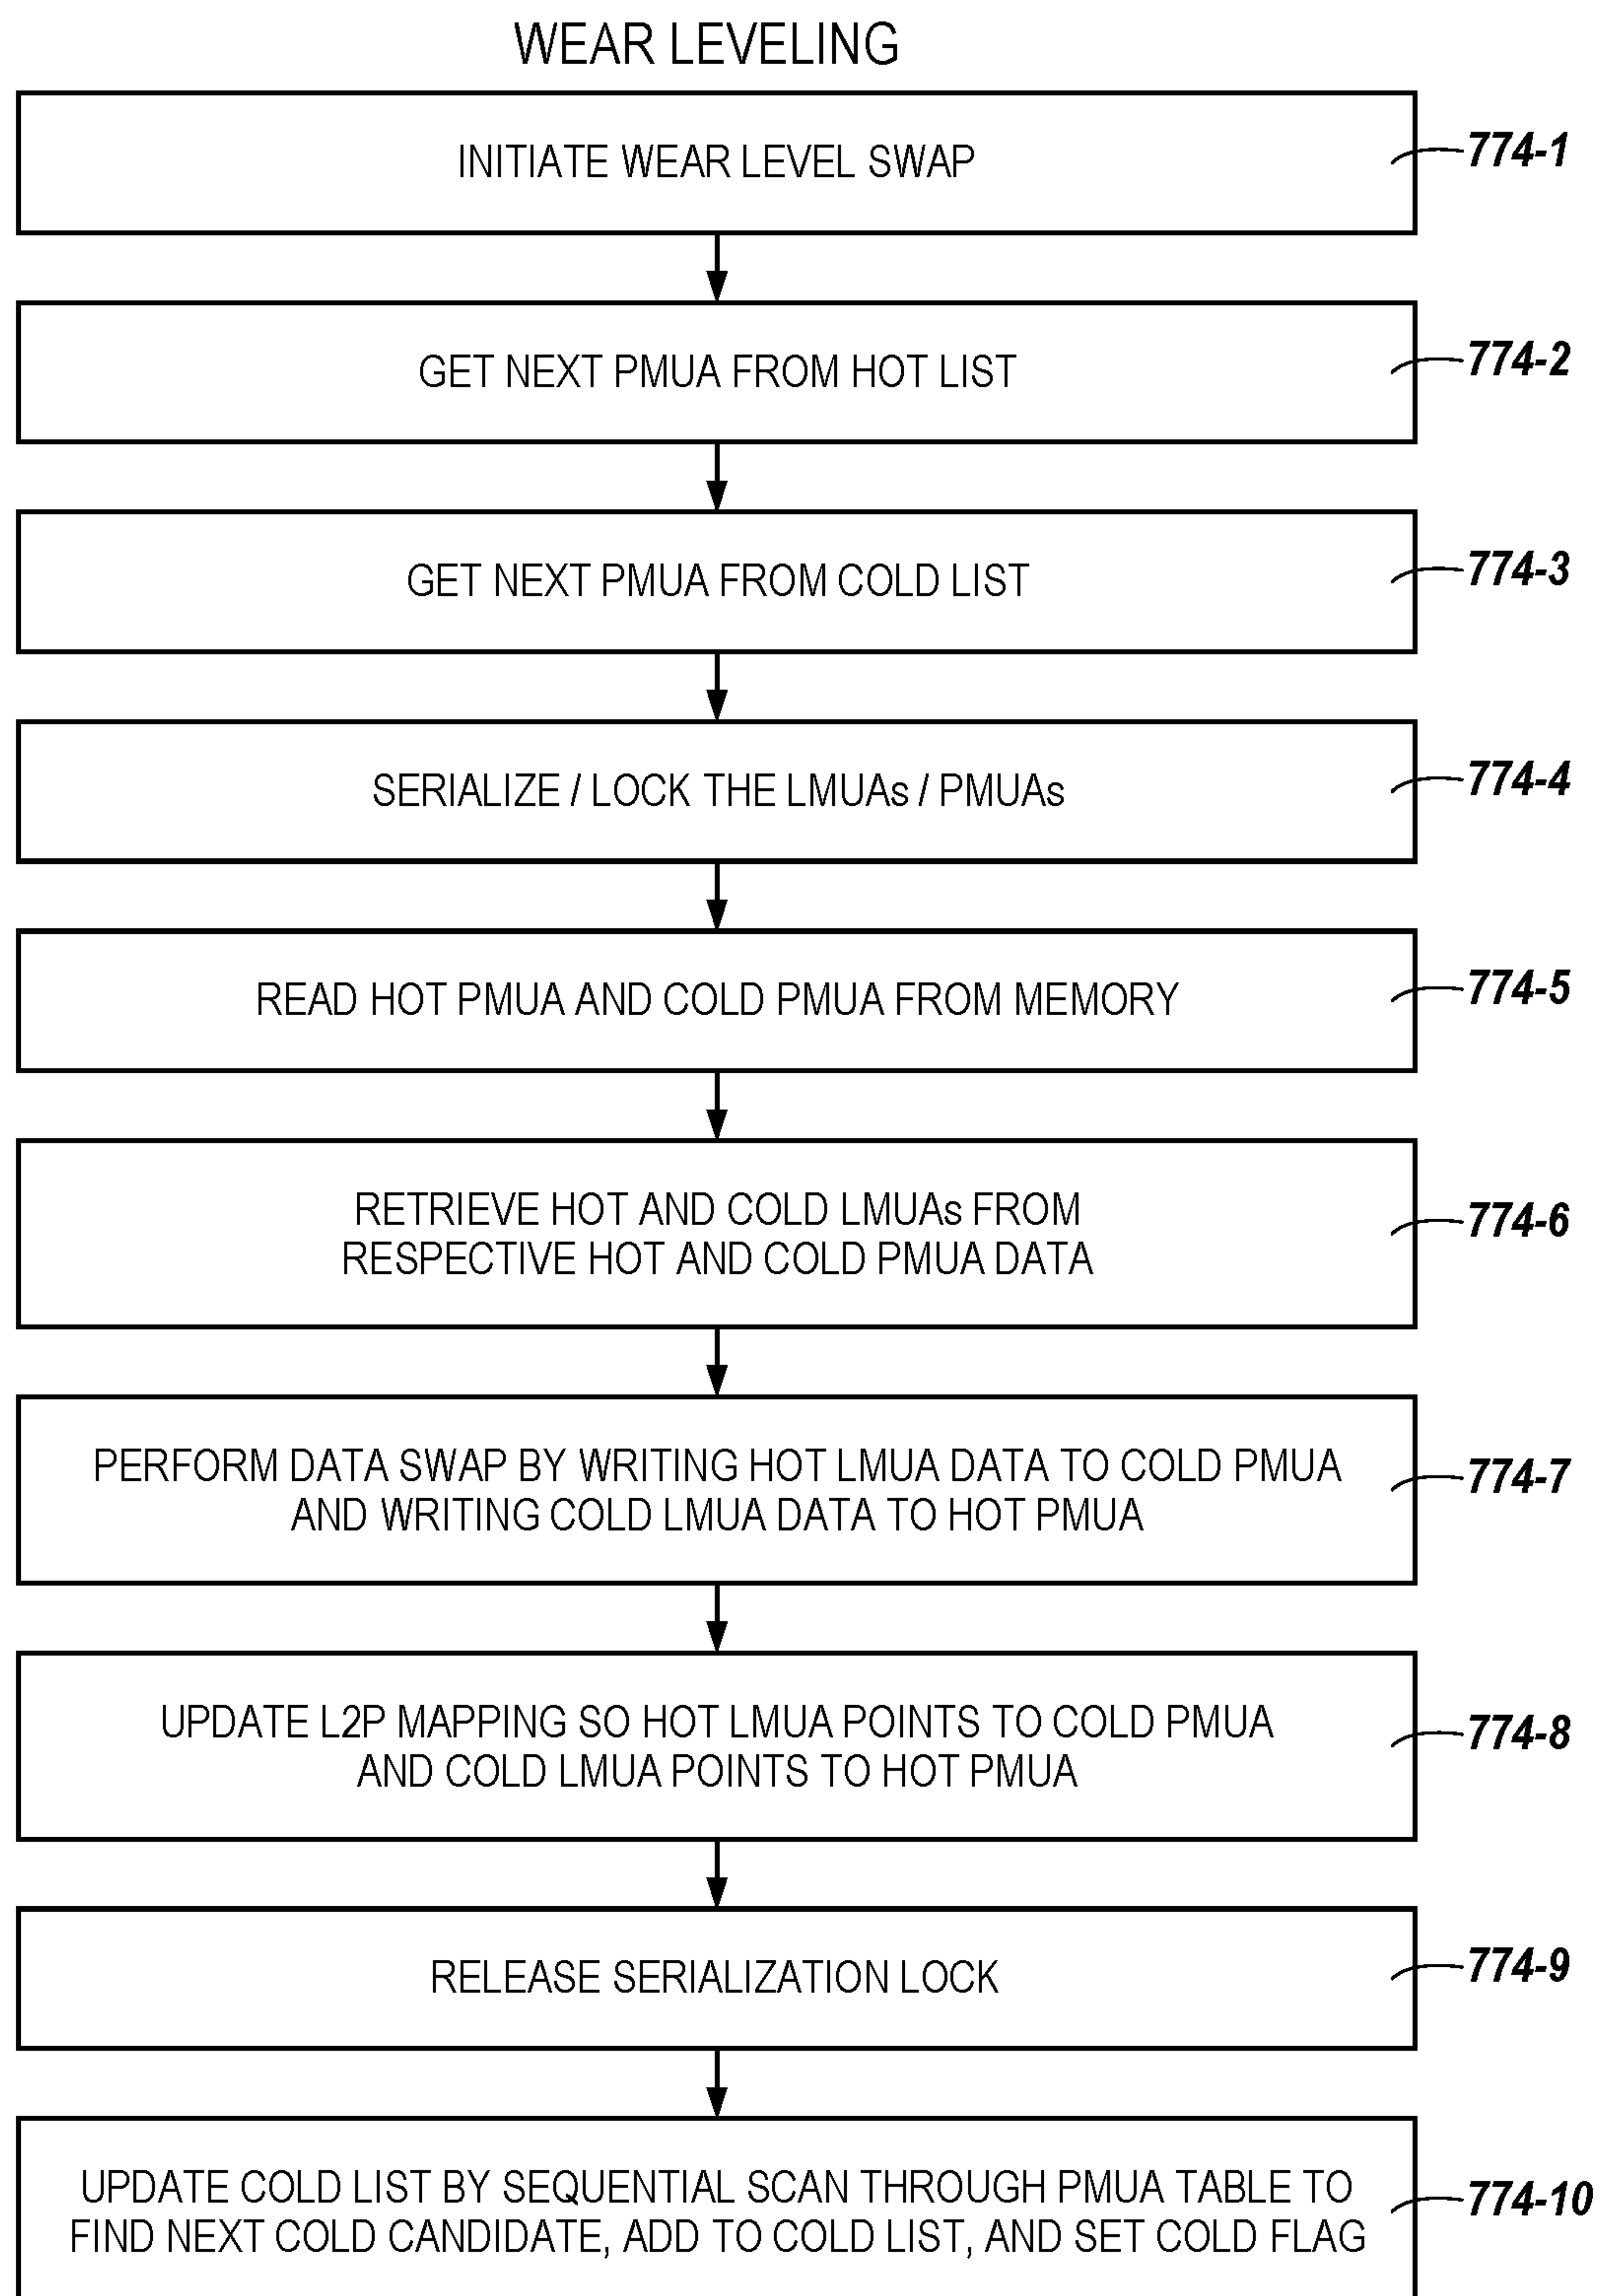 WEAR LEVELING
INITIATE WEAR LEVEL SWAP
774-1
GET NEXT PMUA FROM HOT LIST
774-2
GET NEXT PMUA FROM COLD LIST
774-3
SERIALIZE / LOCK THE LMUAs / PMUAs
774-4
READ HOT PMUA AND COLD PMUA FROM MEMORY
774-5
RETRIEVE HOT AND COLD LMUAs FROM
RESPECTIVE HOT AND COLD PMUA DATA
774-6
PERFORM DATA SWAP BY WRITING HOT LMUA DATA TO COLD PMUA
AND WRITING COLD LMUA DATA TO HOT PMUA
774-7
UPDATE L2P MAPPING SO HOT LMUA POINTS TO COLD PMUA
AND COLD LMUA POINTS TO HOT PMUA
774-8
RELEASE SERIALIZATION LOCK
774-9
UPDATE COLD LIST BY SEQUENTIAL SCAN THROUGH PMUA TABLE TO
FIND NEXT COLD CANDIDATE, ADD TO COLD LIST, AND SET COLD FLAG
774-10